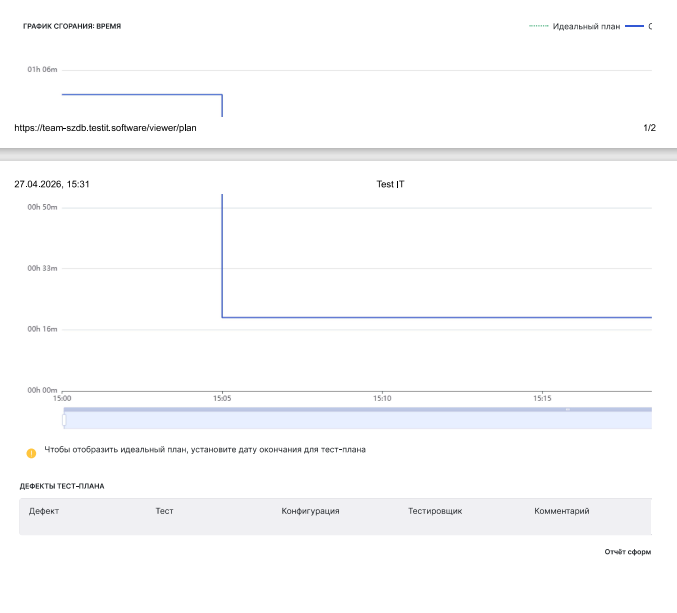 ГРАФИК СГОРАНИЯ: ВРЕМЯ
Идеальный план
01h 06m
https://team-szdb.testit.software/viewer/plan 1/2
27.04.2026, 15:31 Test IT
00h 50m
00h 33m
00h 16m
00h 00m
15:00 15:05 15:10 15:15
Чтобы отобразить идеальный план, установите дату окончания для тест-плана
ДЕФЕКТЫ ТЕСТ-ПЛАНА
Дефект Тест Конфигурация Тестировщик Комментарий
Отчёт сформ